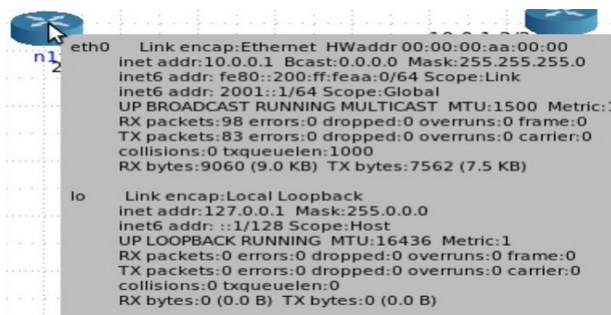 n1
2
eth0 Link encap:Ethernet HWaddr 00:00:00:aa:00:00
inet addr:10.0.0.1 Bcast:0.0.0.0 Mask:255.255.255.0
inet6 addr: fe80::200:ff:feaa:0/64 Scope:Link
inet6 addr: 2001::1/64 Scope:Global
UP BROADCAST RUNNING MULTICAST MTU:1500 Metric:1
RX packets:98 errors:0 dropped:0 overruns:0 frame:0
TX packets:83 errors:0 dropped:0 overruns:0 carrier:0
collisions:0 txqueuelen:1000
RX bytes:9060 (9.0 KB) TX bytes:7562 (7.5 KB)
lo Link encap:Local Loopback
inet addr:127.0.0.1 Mask:255.0.0.0
inet6 addr: ::1/128 Scope:Host
UP LOOPBACK RUNNING MTU:16436 Metric:1
RX packets:0 errors:0 dropped:0 overruns:0 frame:0
TX packets:0 errors:0 dropped:0 overruns:0 carrier:0
collisions:0 txqueuelen:0
RX bytes:0 (0.0 B) TX bytes:0 (0.0 B)